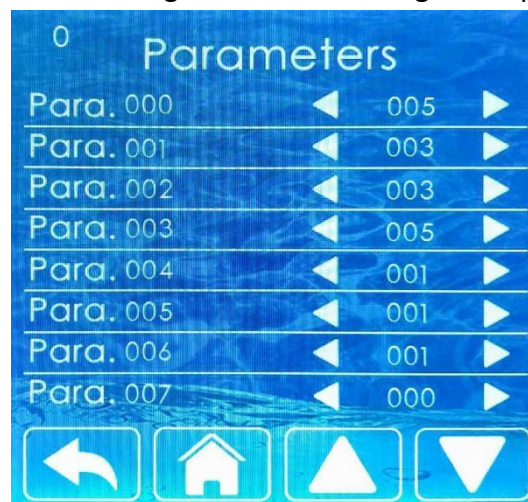 0
Parameters
Para. 000 005
Para. 001 003
Para. 002 003
Para. 003 005
Para. 004 001
Para. 005 001
Para. 006 001
Para. 007 000